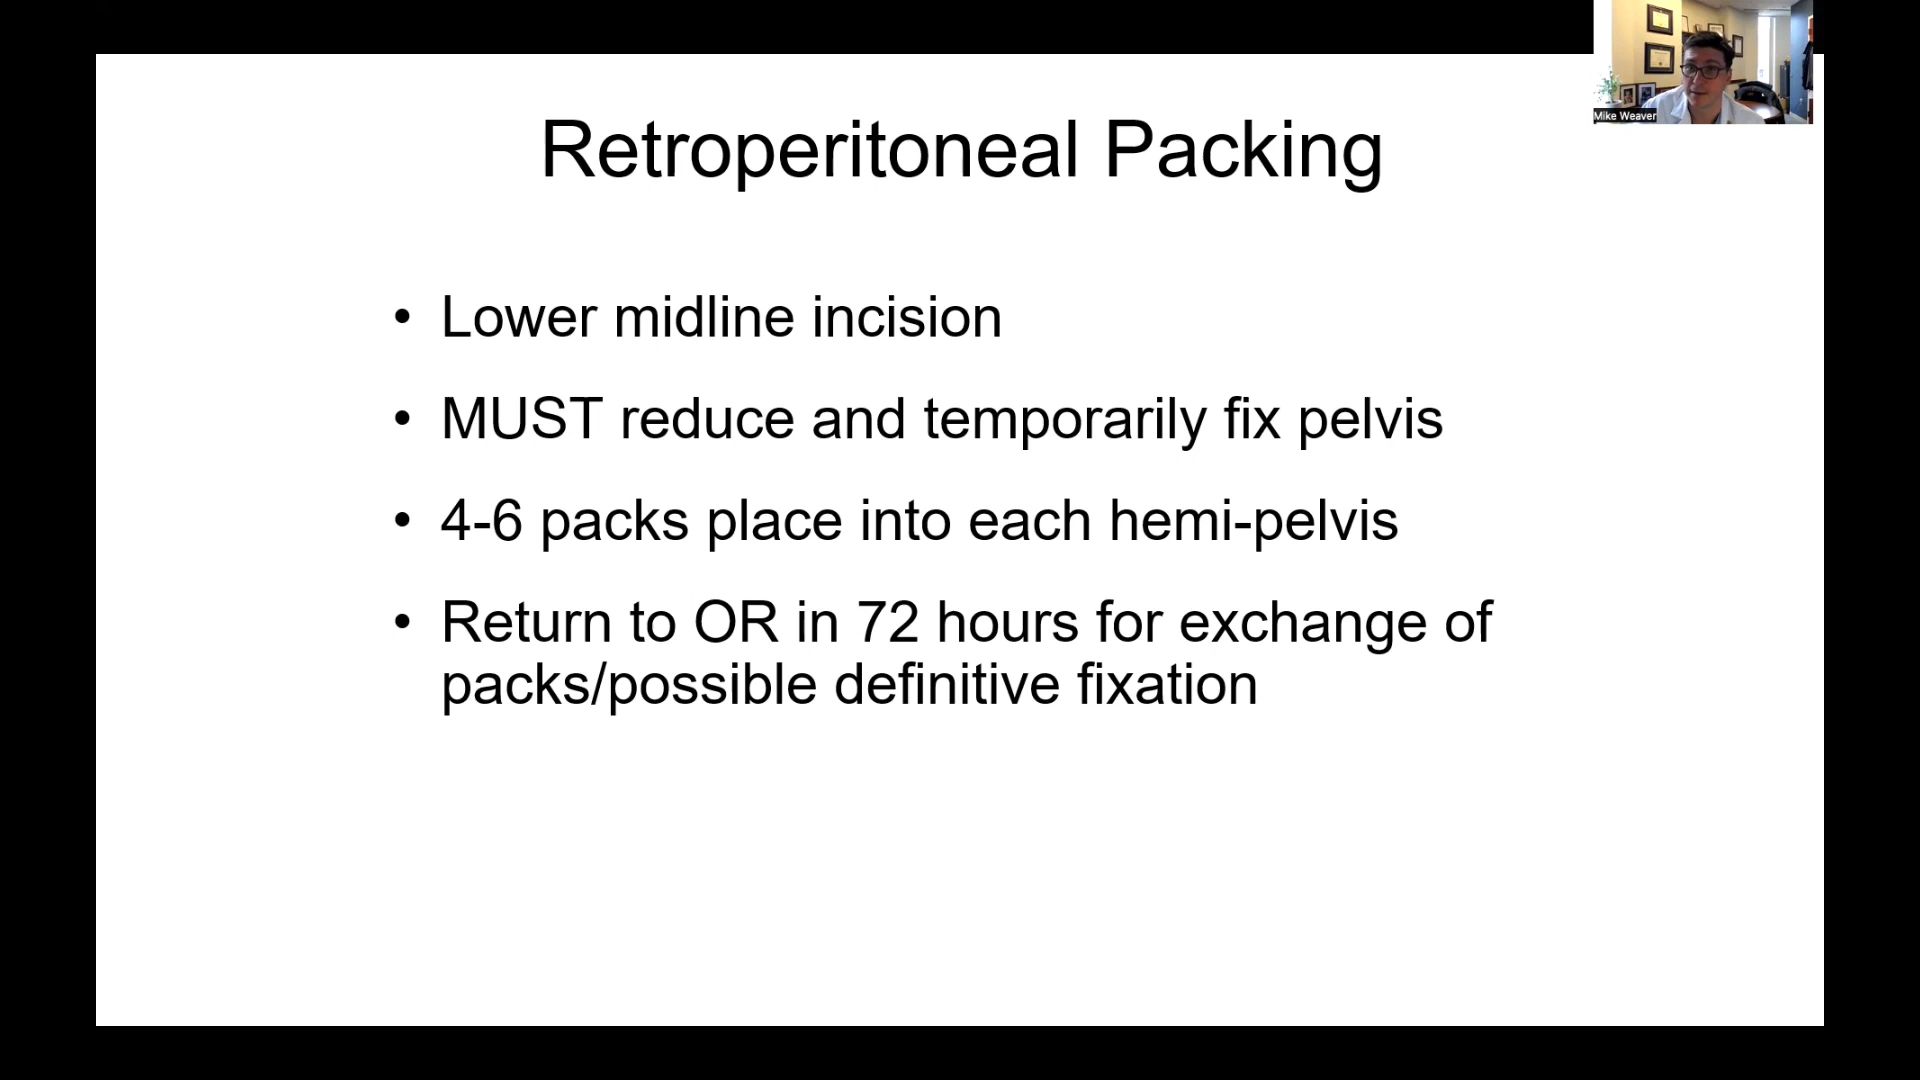 Mike Weaver
Retroperitoneal Packing
• Lower midline incision
• MUST reduce and temporarily fix pelvis
• 4-6 packs place into each hemi-pelvis
• Return to OR in 72 hours for exchange of
packs/possible definitive fixation